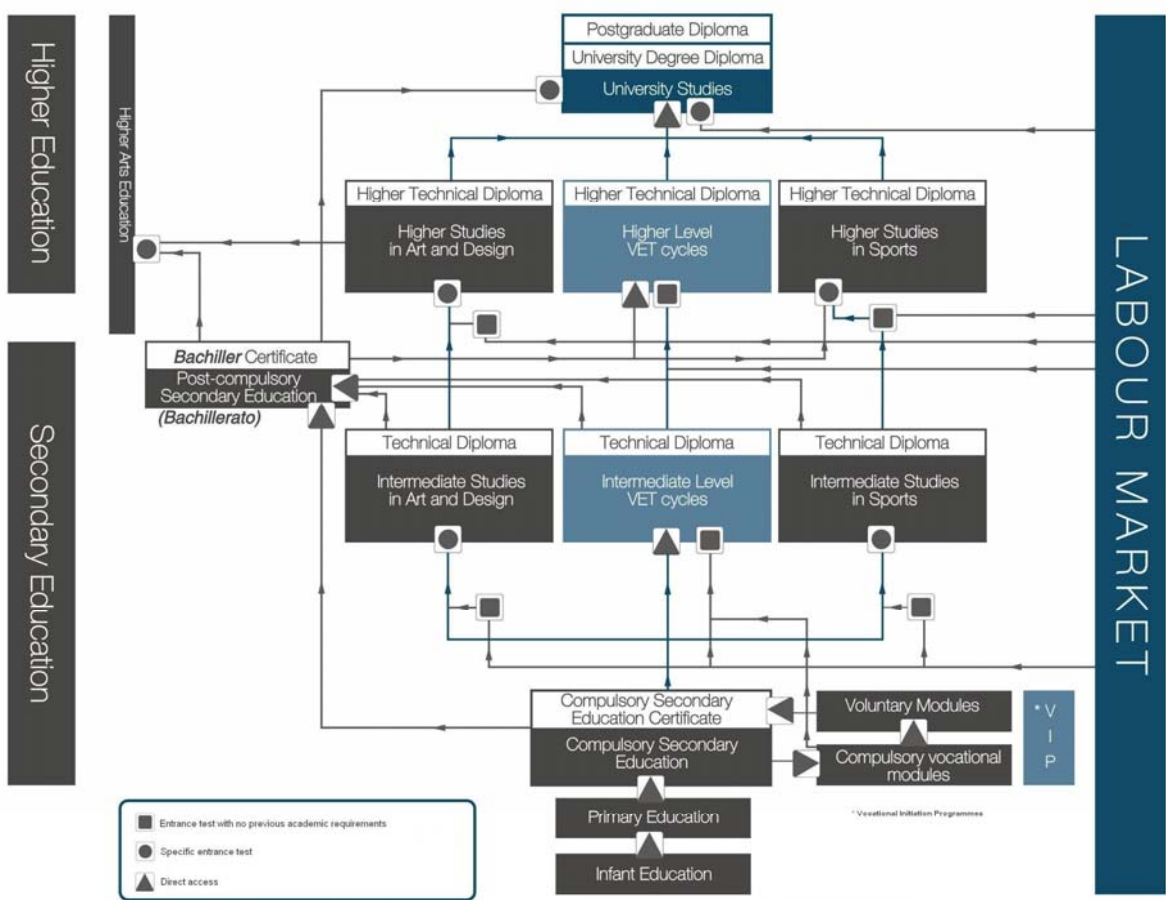 Higher Education
Higher Arts Education
Postgraduate Diploma
University Degree Diploma
University Studies
Higher Technical Diploma
Higher Studies
in Art and Design
Higher Technical Diploma
Higher Level
VET cycles
Higher Technical Diploma
Higher Studies
in Sports
LABOUR MARKET
Secondary Education
Bachiller Certificate
Post-compulsory
Secondary Education
(Bachillerato)
Technical Diploma
Intermediate Studies
in Art and Design
Technical Diploma
Intermediate Level
VET cycles
Technical Diploma
Intermediate Studies
in Sports
Compulsory Secondary
Education Certificate
Compulsory Secondary
Education
Voluntary Modules
Compulsory vocational
modules
* V
I
P
Primary Education
Infant Education
* Vocational Initiation Programmes
Entrance test with no previous academic requirements
Specific entrance test
Direct access